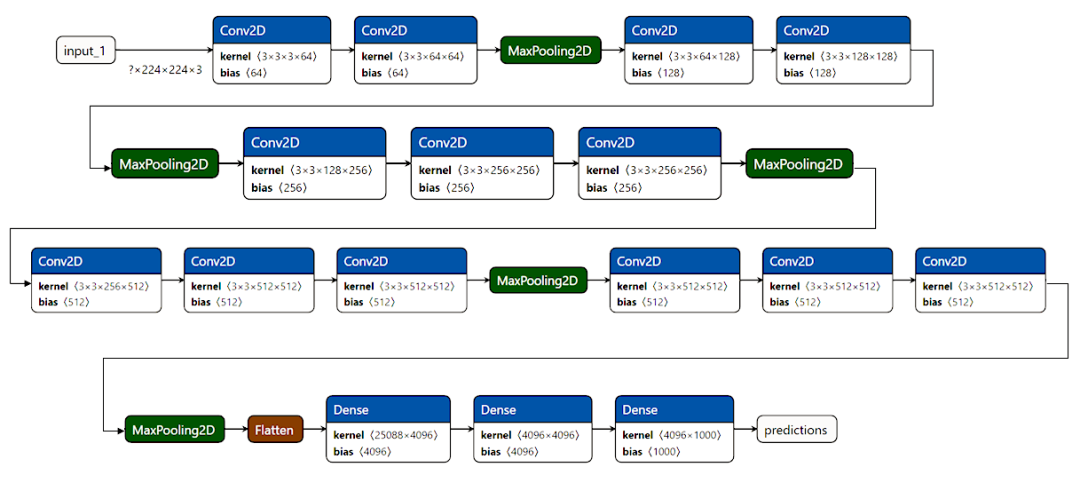 input_1
?×224×224×3
Conv2D
kernel ⟨3×3×3×64⟩
bias ⟨64⟩
Conv2D
kernel ⟨3×3×64×64⟩
bias ⟨64⟩
MaxPooling2D
Conv2D
kernel ⟨3×3×64×128⟩
bias ⟨128⟩
Conv2D
kernel ⟨3×3×128×128⟩
bias ⟨128⟩
MaxPooling2D
Conv2D
kernel ⟨3×3×128×256⟩
bias ⟨256⟩
Conv2D
kernel ⟨3×3×256×256⟩
bias ⟨256⟩
Conv2D
kernel ⟨3×3×256×256⟩
bias ⟨256⟩
MaxPooling2D
Conv2D
kernel ⟨3×3×256×512⟩
bias ⟨512⟩
Conv2D
kernel ⟨3×3×512×512⟩
bias ⟨512⟩
Conv2D
kernel ⟨3×3×512×512⟩
bias ⟨512⟩
MaxPooling2D
Conv2D
kernel ⟨3×3×512×512⟩
bias ⟨512⟩
Conv2D
kernel ⟨3×3×512×512⟩
bias ⟨512⟩
Conv2D
kernel ⟨3×3×512×512⟩
bias ⟨512⟩
MaxPooling2D
Flatten
Dense
kernel ⟨25088×4096⟩
bias ⟨4096⟩
Dense
kernel ⟨4096×4096⟩
bias ⟨4096⟩
Dense
kernel ⟨4096×1000⟩
bias ⟨1000⟩
predictions